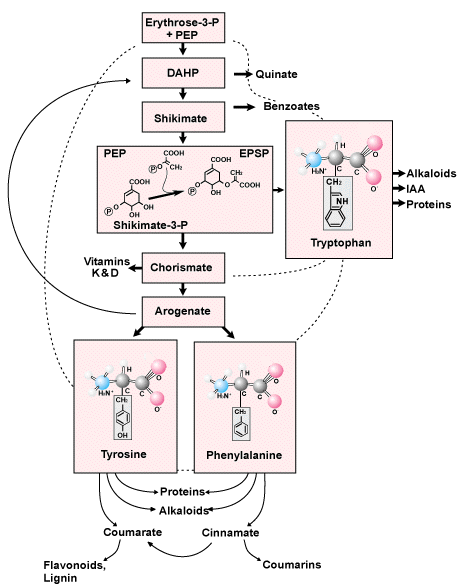 Erythrose-3-P
+ PEP
DAHP
Quinate
Benzoates
Shikimate
PEP
EPSP
COOH
P
O
CH₂
COOH
P
O
OH
OH
COOH
P
O
OH
O
CH₂
COOH
Shikimate-3-P
H
H₃N⁺
C
C
O
O⁻
CH₂
NH
Tryptophan
Alkaloids
IAA
Proteins
Vitamins
K & D
Chorismate
Arogenate
H
H₃N⁺
C
C
O
O⁻
CH₂
OH
Tyrosine
H
H₃N⁺
C
C
O
O⁻
CH₂
Phenylalanine
Proteins
Alkaloids
Coumarate
Cinnamate
Flavonoids,
Lignin
Coumarins